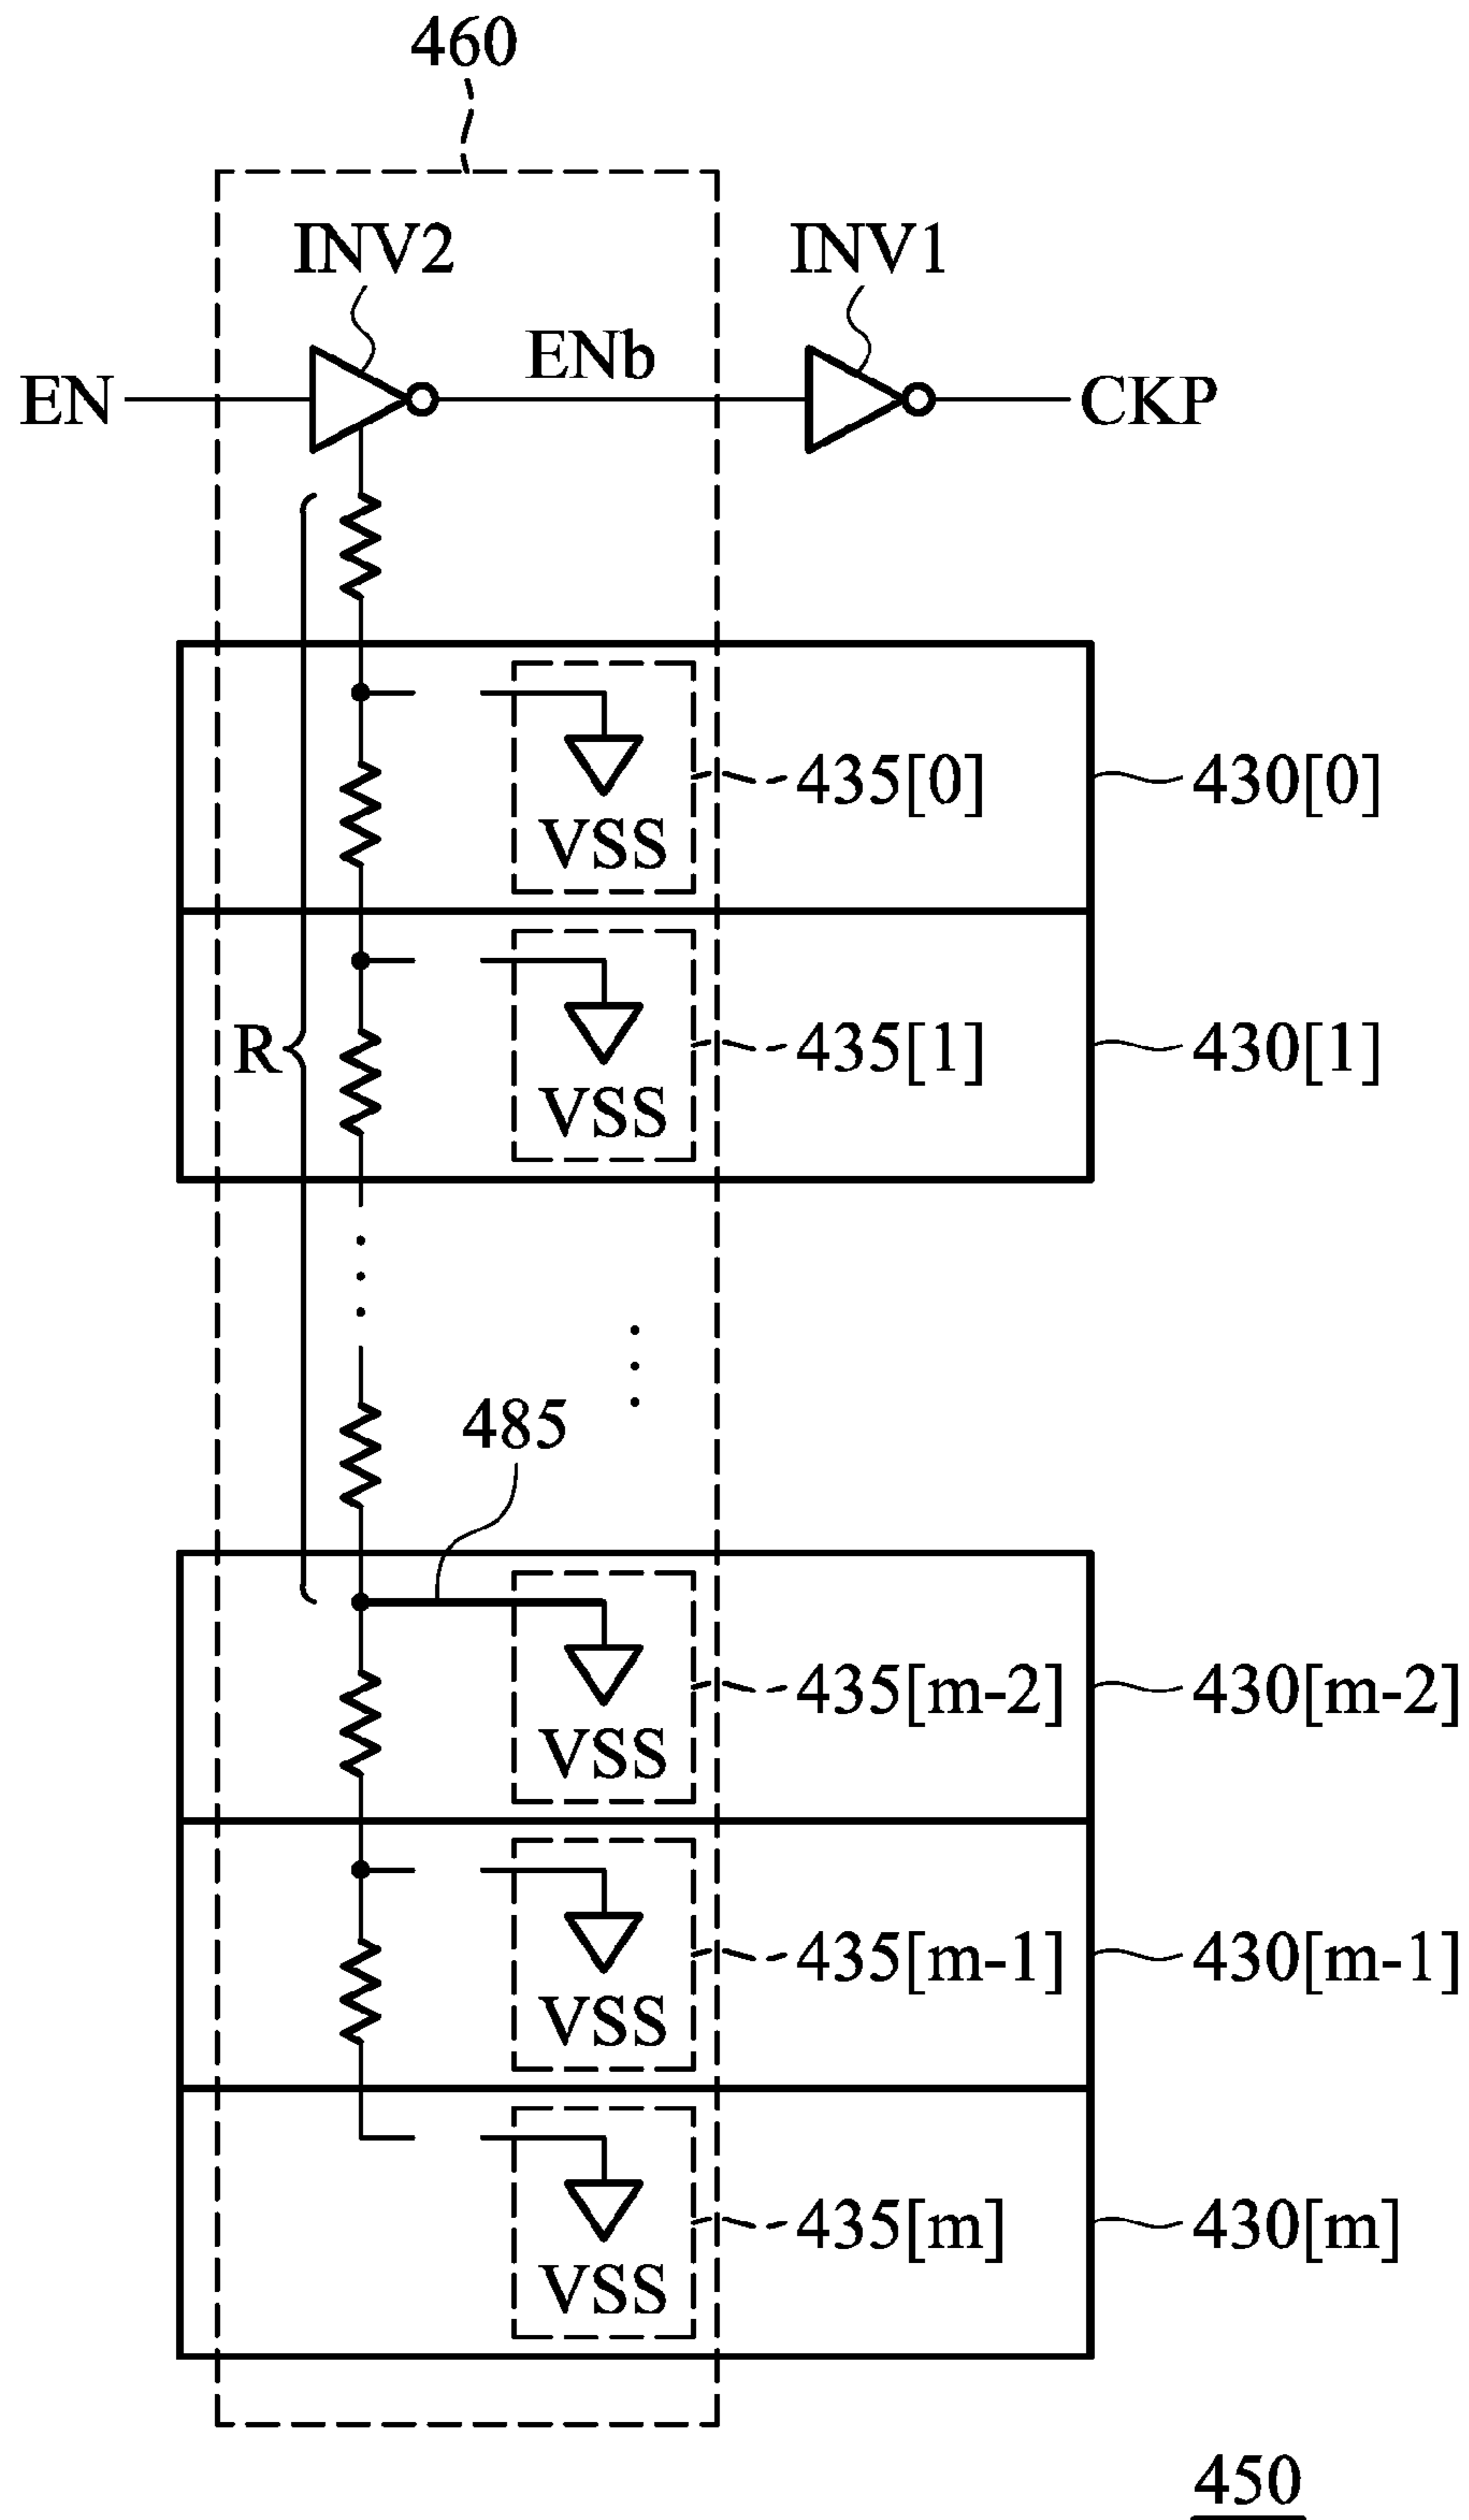 460
INV2
INV1
EN
ENb
CKP
VSS
435[0]
430[0]
R
VSS
435[1]
430[1]
485
VSS
435[m-2]
430[m-2]
VSS
435[m-1]
430[m-1]
VSS
435[m]
430[m]
450